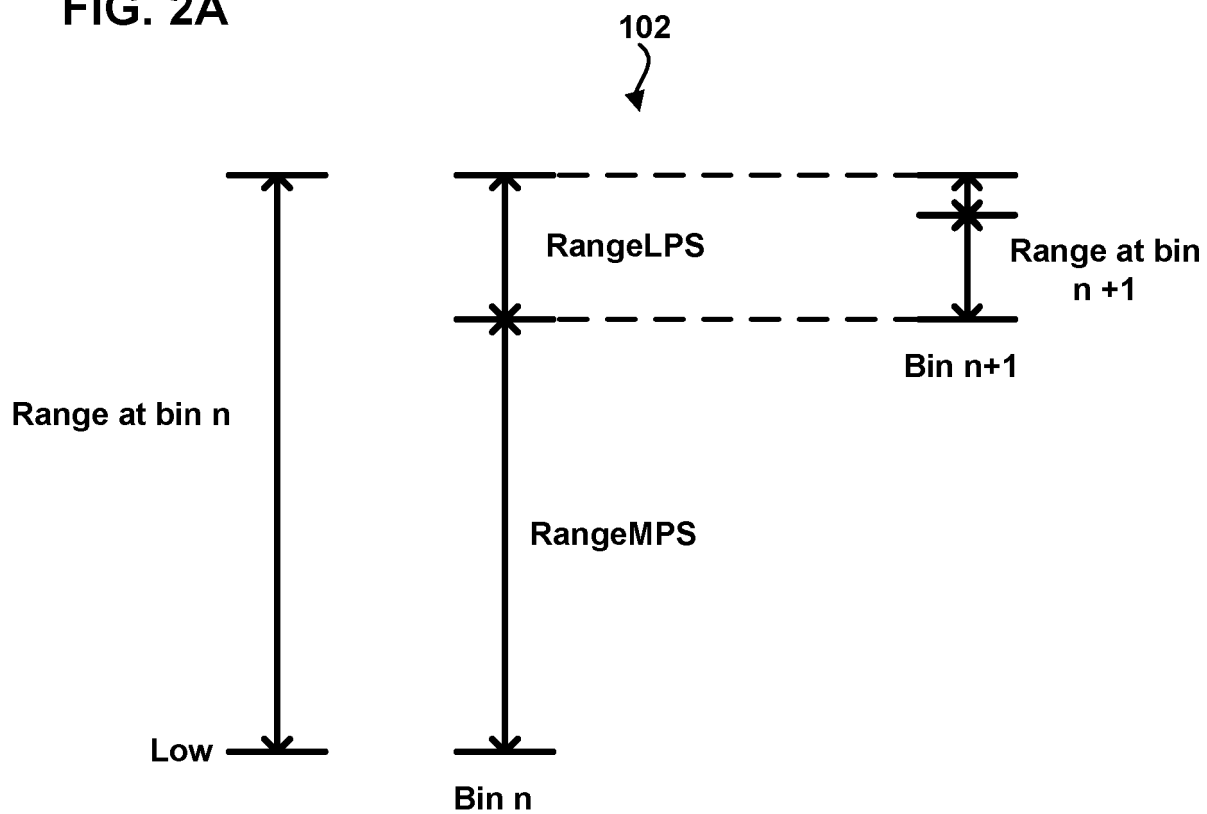 FIG. 2A
102
RangeLPS
Range at bin
n +1
Bin n+1
Range at bin n
RangeMPS
Low
Bin n